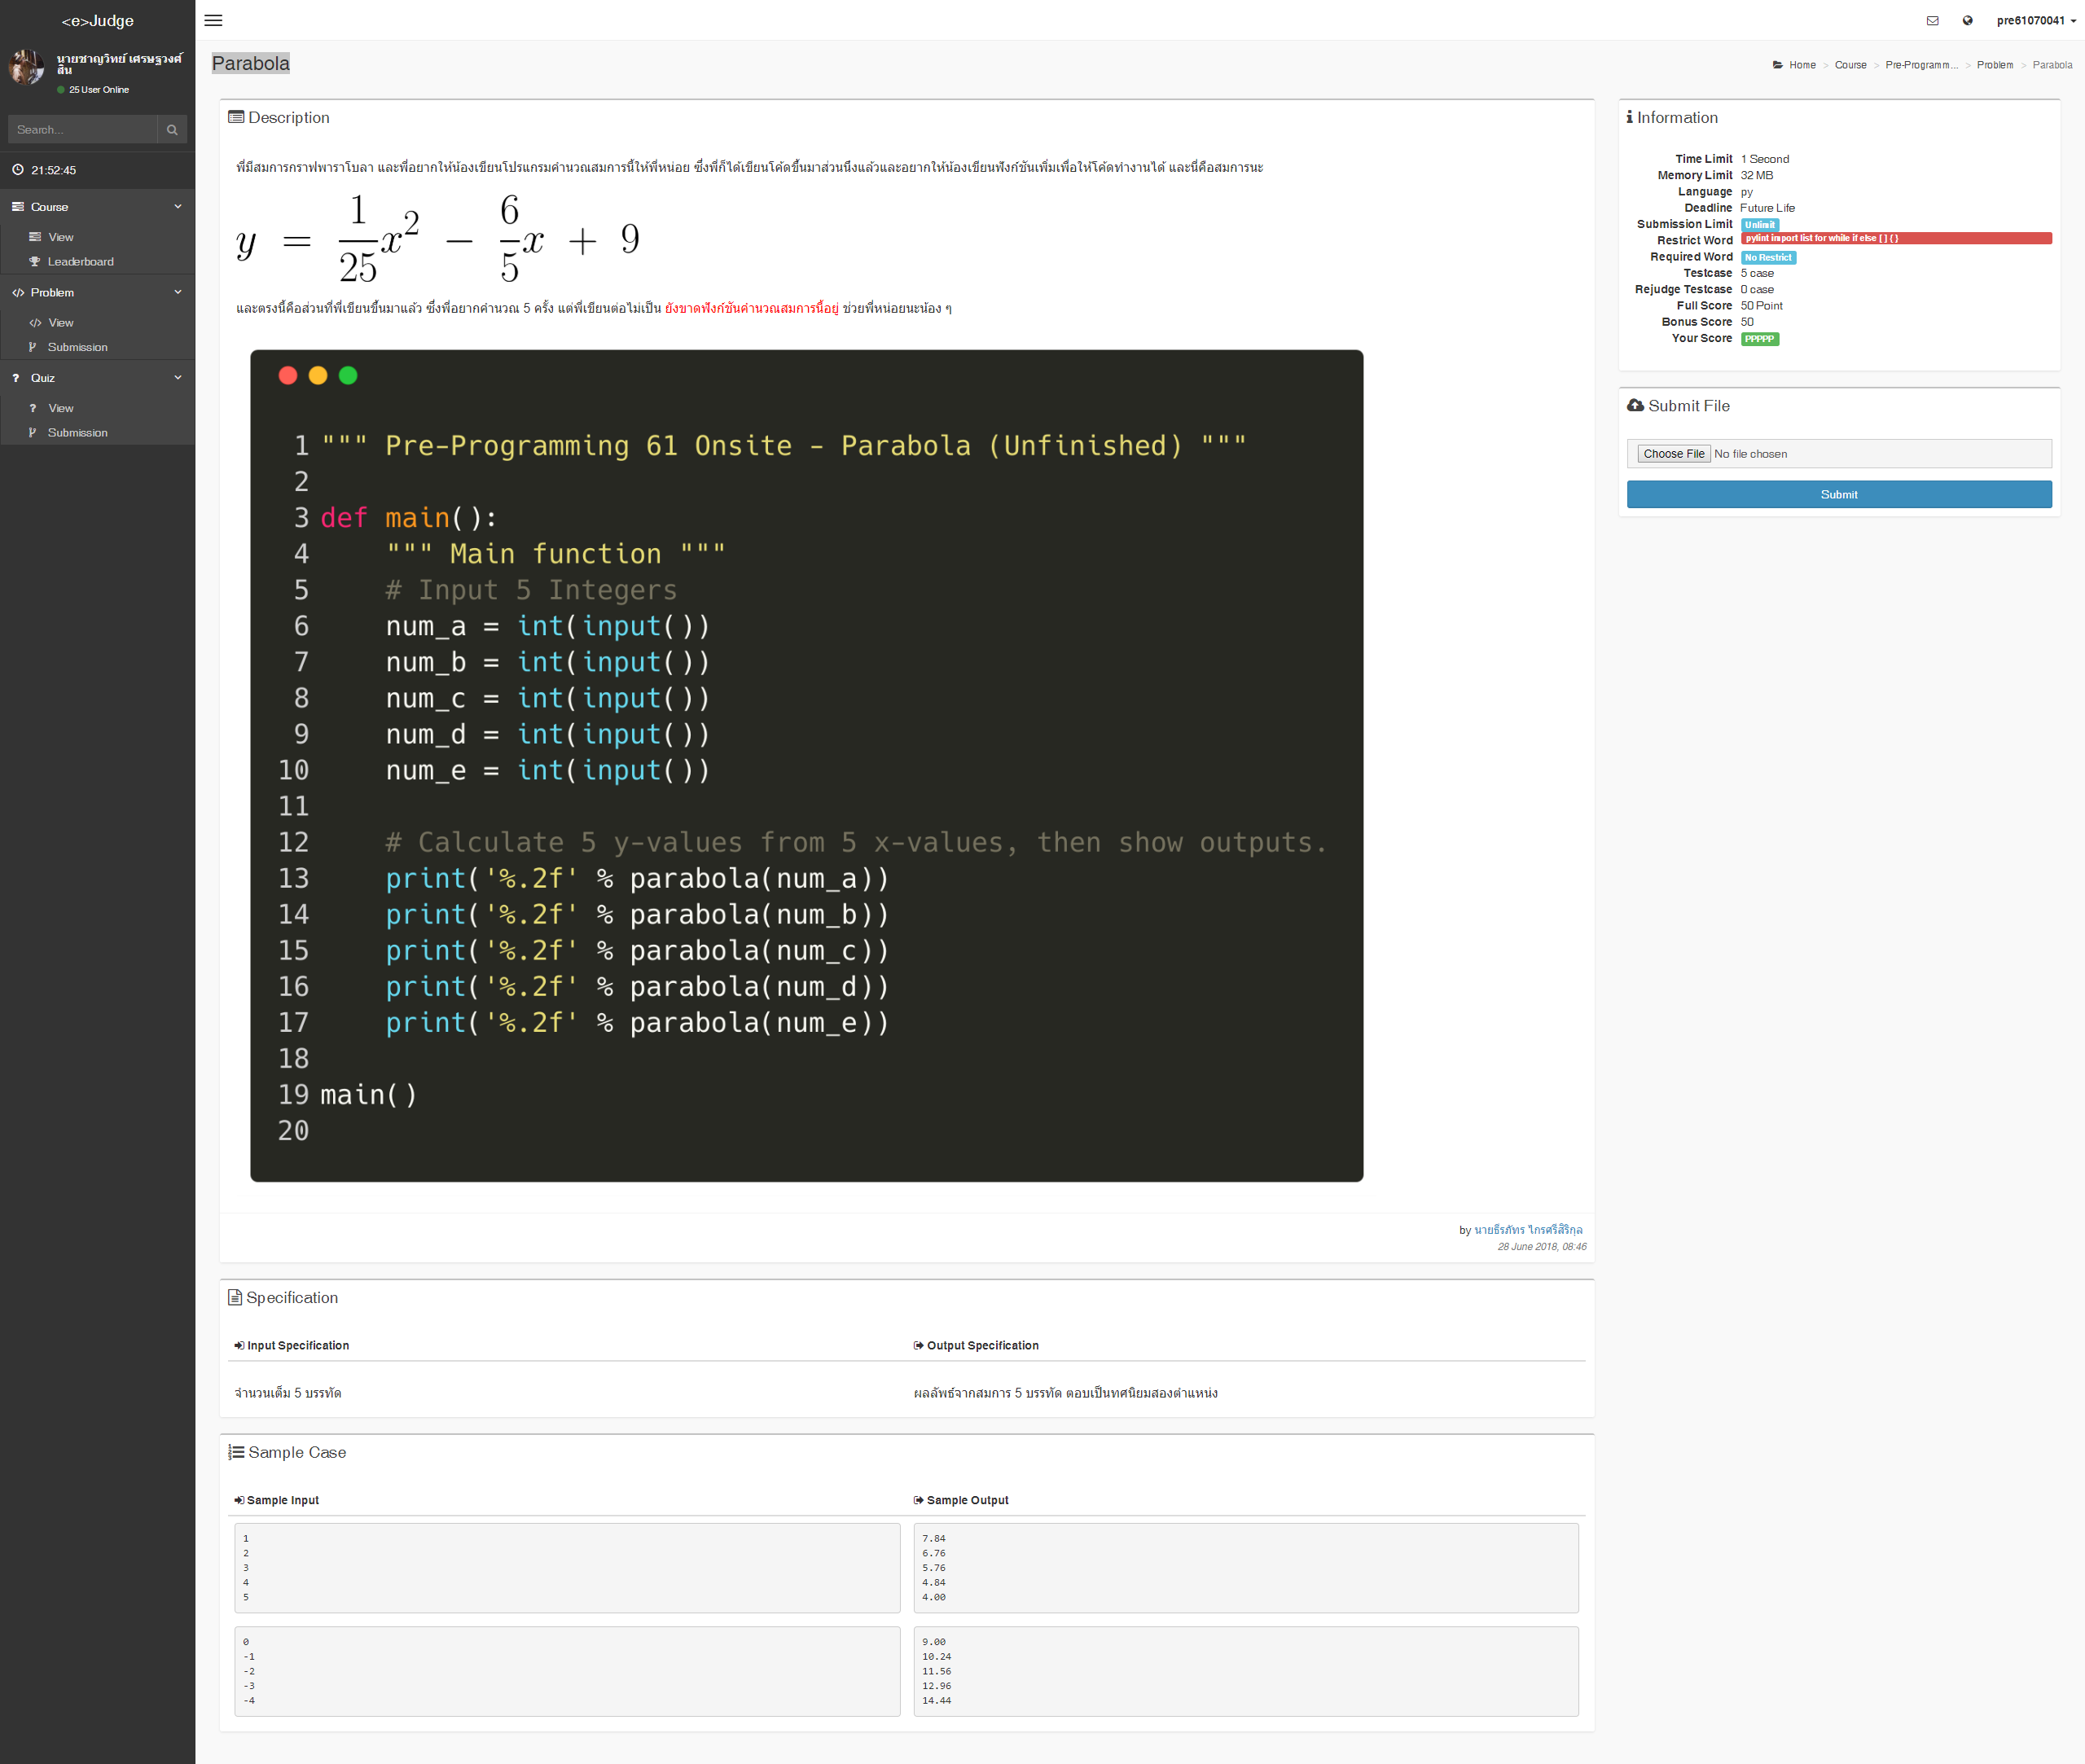 <e>Judge
นายชาญวิทย์ เศรษฐวงศ์
สิน
25 User Online
Search...
21:52:45
Course
View
Leaderboard
Problem
View
Submission
Quiz
View
Submission
pre61070041
Parabola
Home > Course > Pre-Programm... > Problem > Parabola
Description
พี่มีสมการกราฟพาราโบลา และพี่อยากให้น้องเขียนโปรแกรมคำนวณสมการนี้ให้พี่หน่อย ซึ่งพี่ก็ได้เขียนโค้ดขึ้นมาส่วนนึงแล้วและอยากให้น้องเขียนฟังก์ชันเพิ่มเพื่อให้โค้ดทำงานได้ และนี่คือสมการนะ
y = 1/25 x² − 6/5 x + 9
และตรงนี้คือส่วนที่พี่เขียนขึ้นมาแล้ว ซึ่งพี่อยากคำนวณ 5 ครั้ง แต่พี่เขียนต่อไม่เป็น ยังขาดฟังก์ชันคำนวณสมการนี้อยู่ ช่วยพี่หน่อยนะน้อง ๆ
1 """ Pre-Programming 61 Onsite - Parabola (Unfinished) """
2
3 def main():
4     """ Main function """
5     # Input 5 Integers
6     num_a = int(input())
7     num_b = int(input())
8     num_c = int(input())
9     num_d = int(input())
10     num_e = int(input())
11
12     # Calculate 5 y-values from 5 x-values, then show outputs.
13     print('%.2f' % parabola(num_a))
14     print('%.2f' % parabola(num_b))
15     print('%.2f' % parabola(num_c))
16     print('%.2f' % parabola(num_d))
17     print('%.2f' % parabola(num_e))
18
19 main()
20
by นายธีรภัทร ไกรศรีสิริกุล
28 June 2018, 08:46
Specification
Input Specification
Output Specification
จำนวนเต็ม 5 บรรทัด
ผลลัพธ์จากสมการ 5 บรรทัด ตอบเป็นทศนิยมสองตำแหน่ง
Sample Case
Sample Input
Sample Output
1
2
3
4
5
7.84
6.76
5.76
4.84
4.00
0
-1
-2
-3
-4
9.00
10.24
11.56
12.96
14.44
Information
Time Limit 1 Second
Memory Limit 32 MB
Language py
Deadline Future Life
Submission Limit Unlimit
Restrict Word pylint import list for while if else [ ] { }
Required Word No Restrict
Testcase 5 case
Rejudge Testcase 0 case
Full Score 50 Point
Bonus Score 50
Your Score PPPPP
Submit File
Choose File No file chosen
Submit